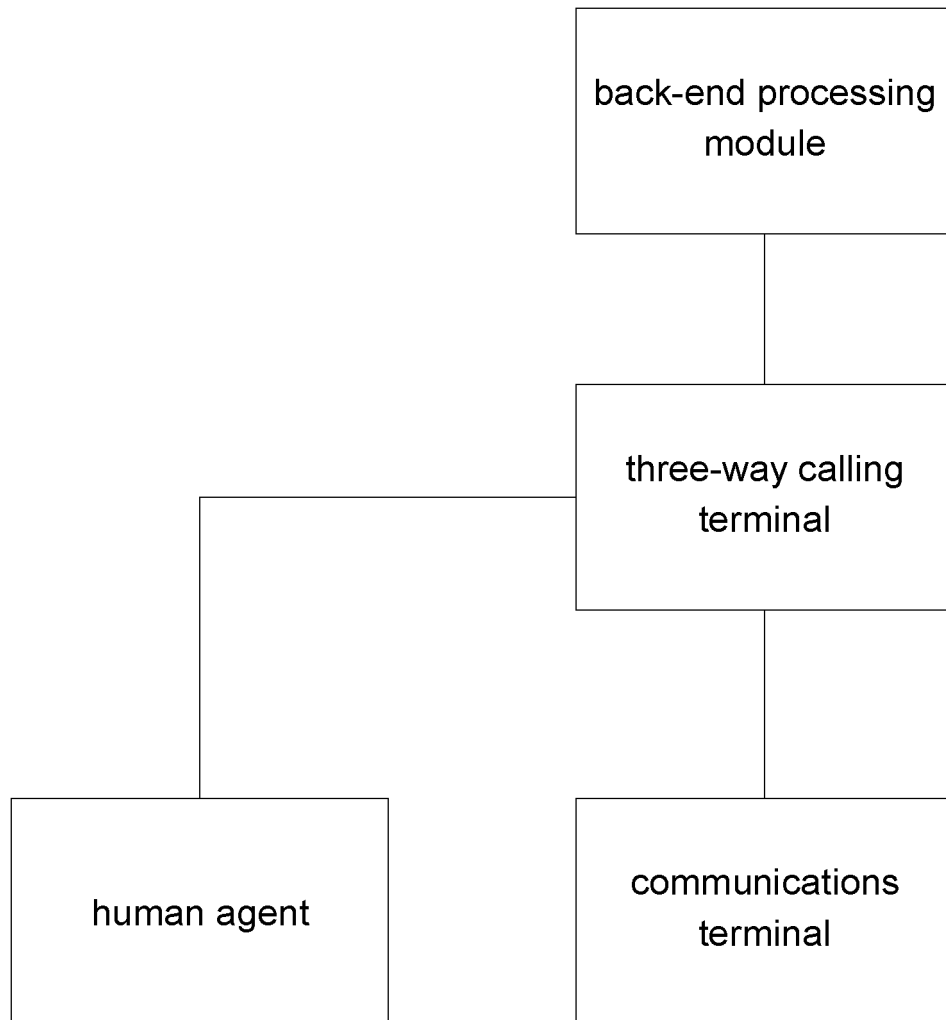 back-end processing
module
three-way calling
terminal
human agent
communications
terminal